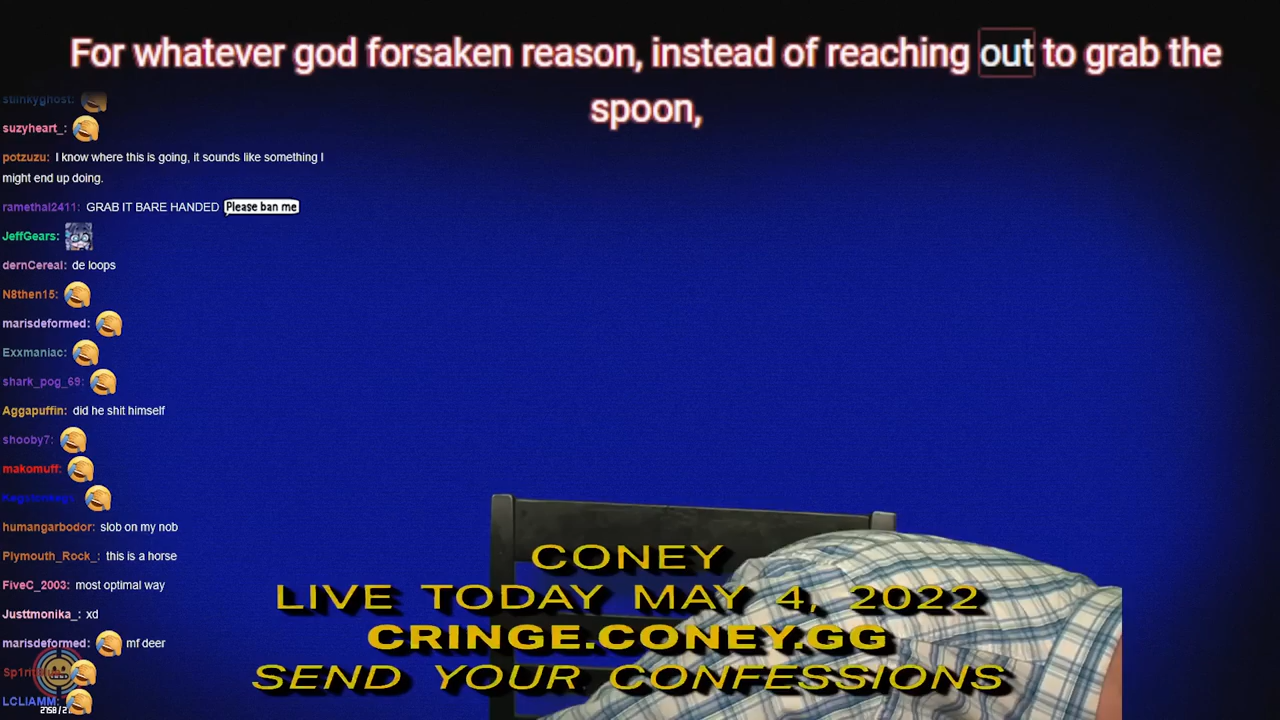 For whatever god forsaken reason, instead of reaching out to grab the
spoon,
stiinkyghost:
suzyheart_:
potzuzu: I know where this is going, it sounds like something I
might end up doing.
ramethal2411: GRAB IT BARE HANDED Please ban me
JeffGears:
dernCereal: de loops
N8then15:
marisdeformed:
Exxmaniac:
shark_pog_69:
Aggapuffin: did he shit himself
shooby7:
makomuff:
humangarbodor: slob on my nob
Plymouth_Rock_: this is a horse
FiveC_2003: most optimal way
Justtmonika_: xd
marisdeformed: mf deer
LCLIAMM:
CONEY
LIVE TODAY MAY 4, 2022
CRINGE.CONEY.GG
SEND YOUR CONFESSIONS